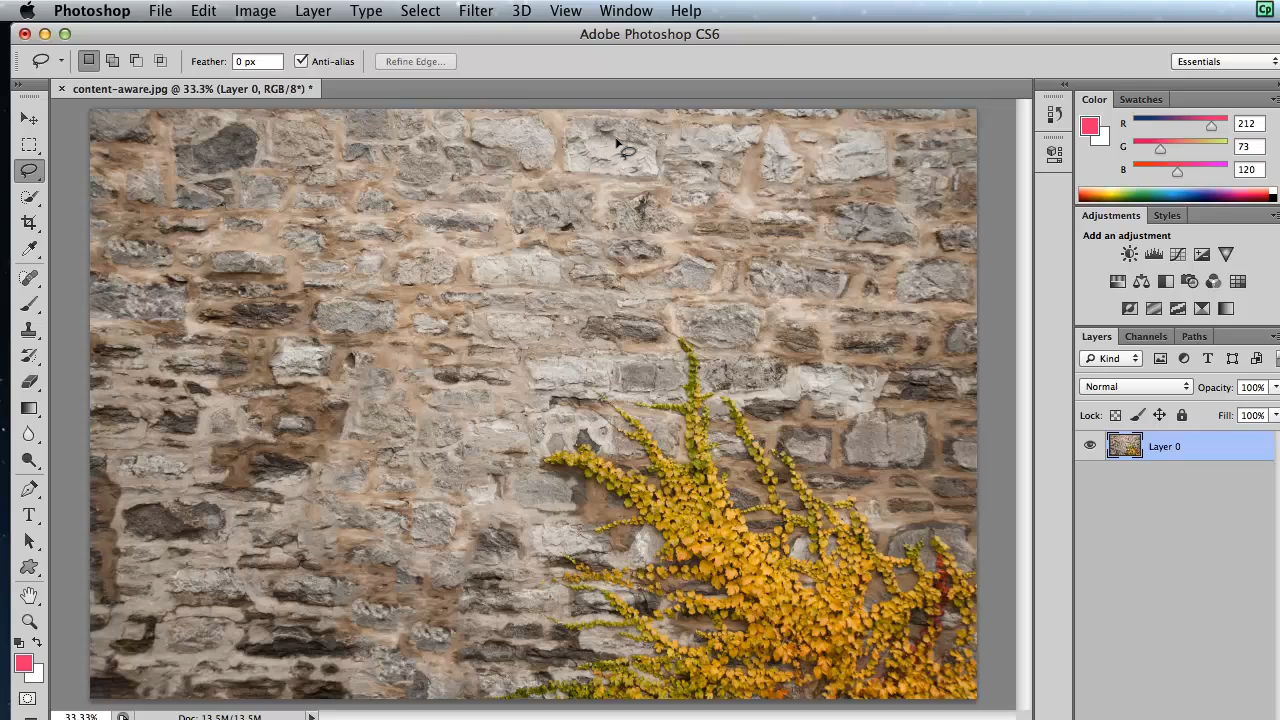 Photoshop File Edit Image Layer Type Select Filter 3D View Window Help Cp
Adobe Photoshop CS6
Feather: 0 px Anti-alias Refine Edge... Essentials
content-aware.jpg @ 33.3% (Layer 0, RGB/8*) *
Color Swatches
R 212
G 73
B 120
Adjustments Styles
Add an adjustment
Layers Channels Paths
Kind
Normal Opacity: 100%
Lock: Fill: 100%
Layer 0
33.33% Doc: 13.5M/13.5M